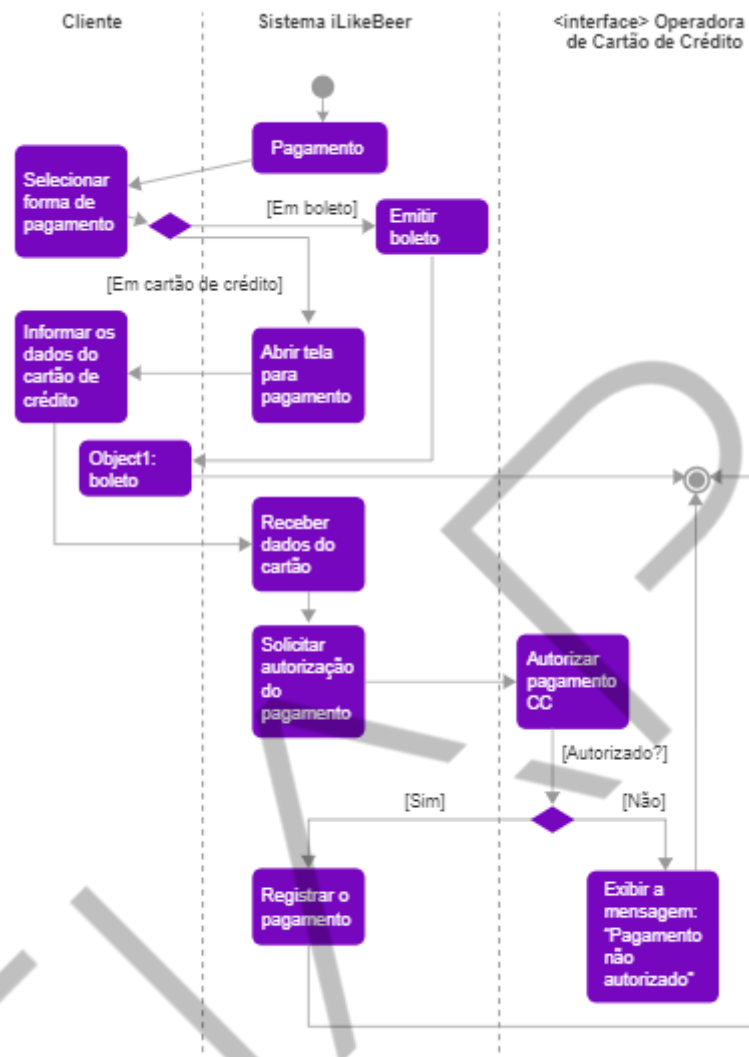 Cliente
Sistema iLikeBeer
<interface> Operadora
de Cartão de Crédito
Pagamento
Selecionar
forma de
pagamento
[Em boleto]
Emitir
boleto
[Em cartão de crédito]
Informar os
dados do
cartão de
crédito
Abrir tela
para
pagamento
Object1:
boleto
Receber
dados do
cartão
Solicitar
autorização
do
pagamento
Autorizar
pagamento
CC
[Autorizado?]
[Sim]
[Não]
Registrar o
pagamento
Exibir a
mensagem:
"Pagamento
não
autorizado"